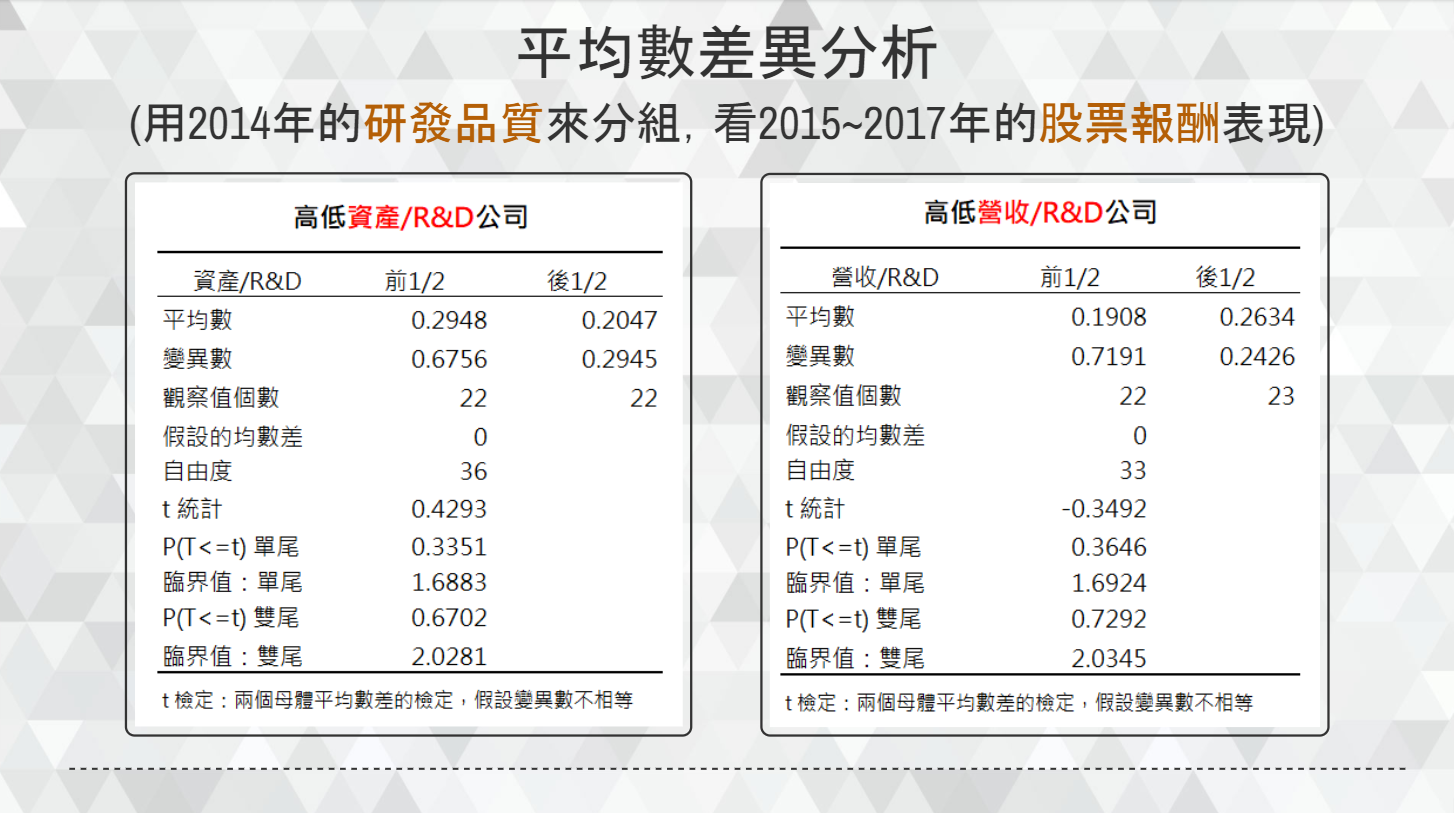 平均數差異分析
(用2014年的研發品質來分組, 看2015~2017年的股票報酬表現)
高低資產/R&D公司
資產/R&D 前1/2 後1/2
平均數 0.2948 0.2047
變異數 0.6756 0.2945
觀察值個數 22 22
假設的均數差 0
自由度 36
t 統計 0.4293
P(T<=t) 單尾 0.3351
臨界值：單尾 1.6883
P(T<=t) 雙尾 0.6702
臨界值：雙尾 2.0281
t 檢定：兩個母體平均數差的檢定，假設變異數不相等
高低營收/R&D公司
營收/R&D 前1/2 後1/2
平均數 0.1908 0.2634
變異數 0.7191 0.2426
觀察值個數 22 23
假設的均數差 0
自由度 33
t 統計 -0.3492
P(T<=t) 單尾 0.3646
臨界值：單尾 1.6924
P(T<=t) 雙尾 0.7292
臨界值：雙尾 2.0345
t 檢定：兩個母體平均數差的檢定，假設變異數不相等